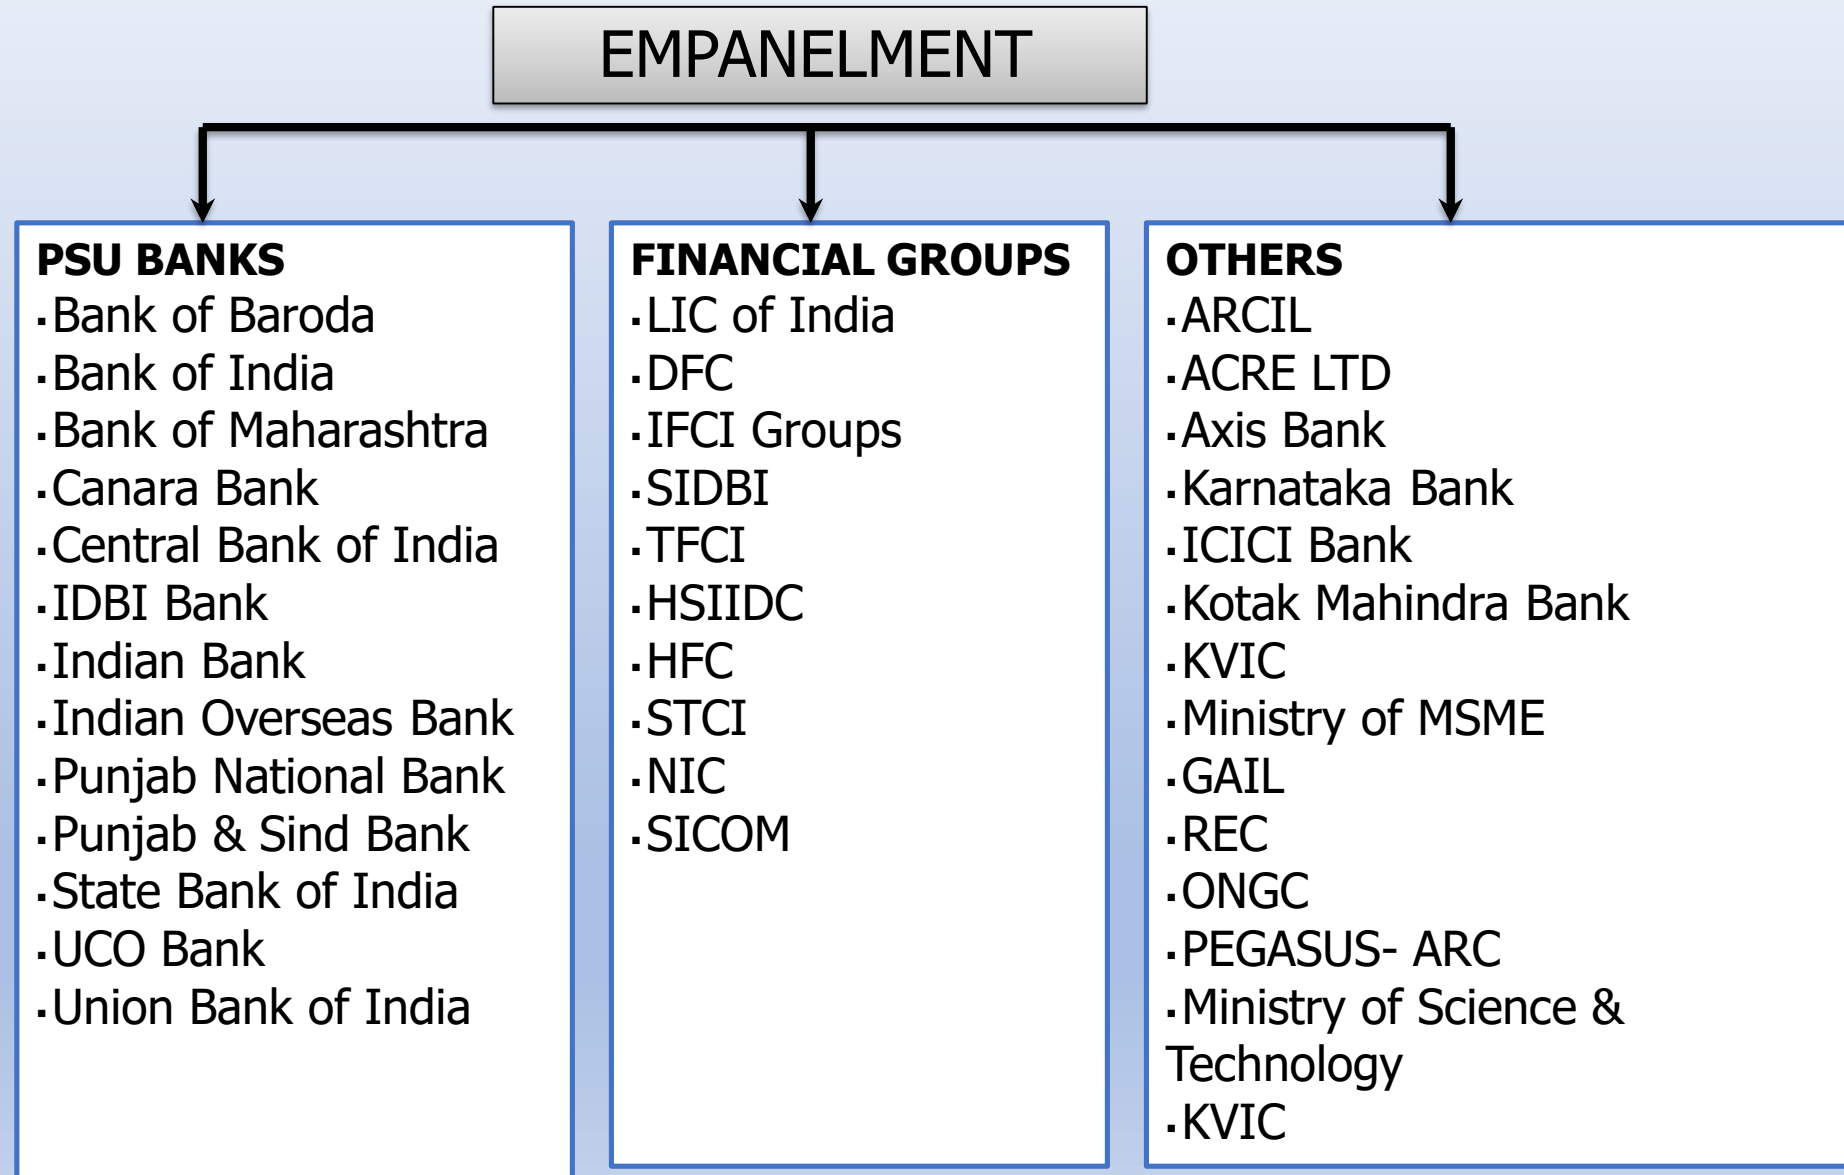 EMPANELMENT
PSU BANKS
▪Bank of Baroda
▪Bank of India
▪Bank of Maharashtra
▪Canara Bank
▪Central Bank of India
▪IDBI Bank
▪Indian Bank
▪Indian Overseas Bank
▪Punjab National Bank
▪Punjab & Sind Bank
▪State Bank of India
▪UCO Bank
▪Union Bank of India
FINANCIAL GROUPS
▪LIC of India
▪DFC
▪IFCI Groups
▪SIDBI
▪TFCI
▪HSIIDC
▪HFC
▪STCI
▪NIC
▪SICOM
OTHERS
▪ARCIL
▪ACRE LTD
▪Axis Bank
▪Karnataka Bank
▪ICICI Bank
▪Kotak Mahindra Bank
▪KVIC
▪Ministry of MSME
▪GAIL
▪REC
▪ONGC
▪PEGASUS- ARC
▪Ministry of Science &
Technology
▪KVIC